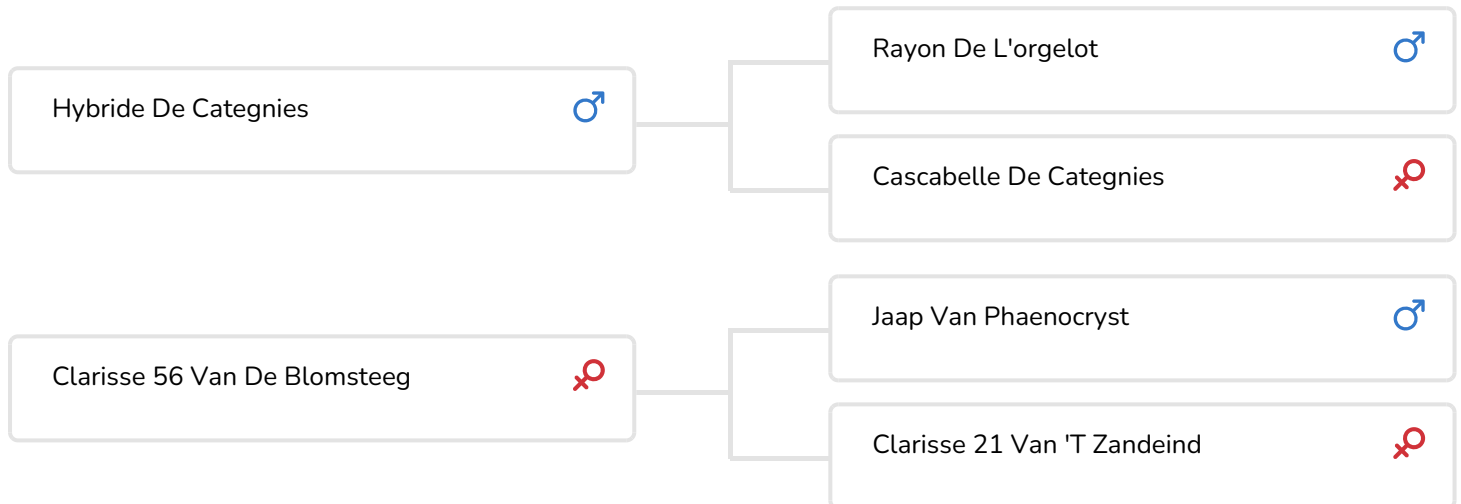 Rayon De L'orgelot
Hybride De Categnies
Cascabelle De Categnies
Jaap Van Phaenocryst
Clarisse 56 Van De Blomsteeg
Clarisse 21 Van 'T Zandeind